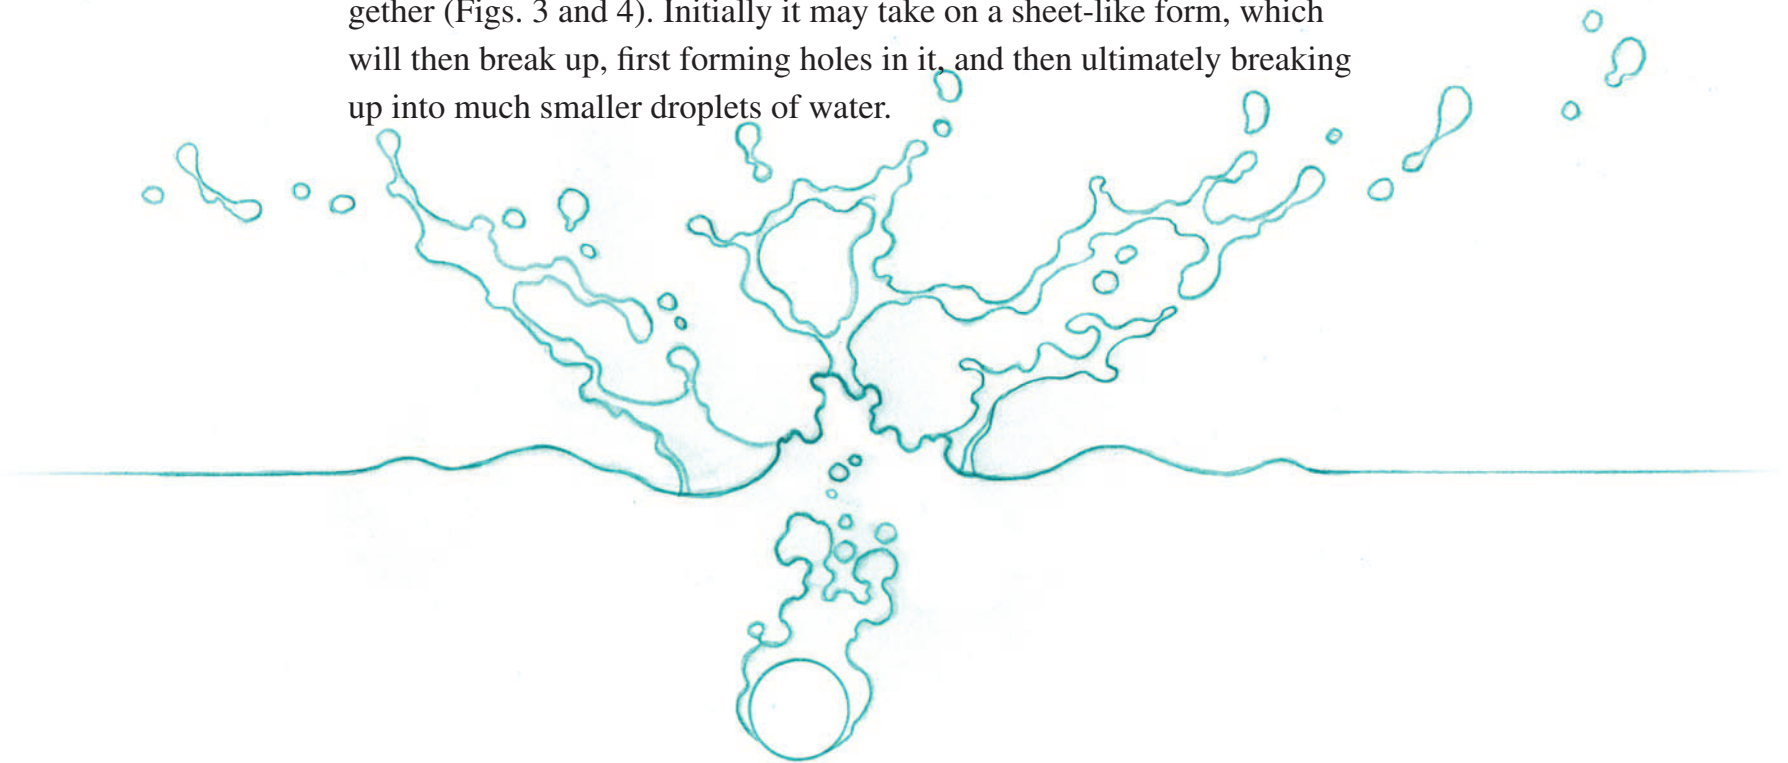 gether (Figs. 3 and 4). Initially it may take on a sheet-like form, which
will then break up, first forming holes in it, and then ultimately breaking
up into much smaller droplets of water.